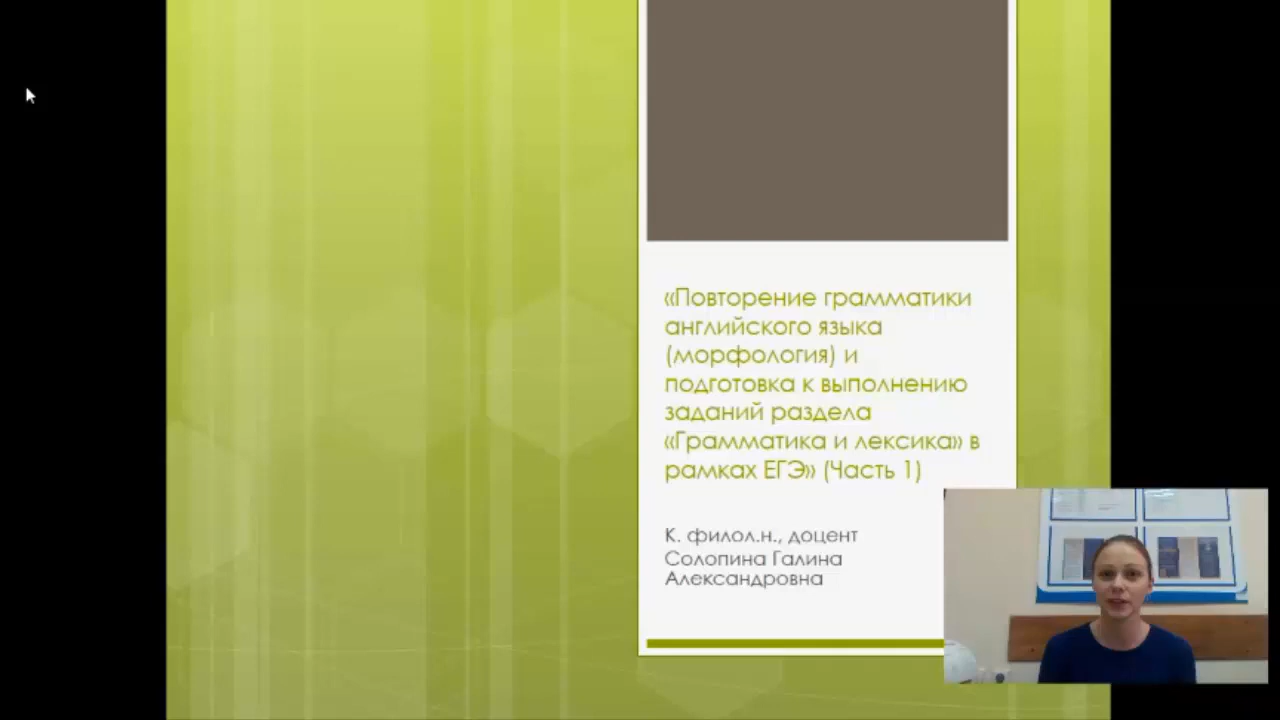 «Повторение грамматики
английского языка
(морфология) и
подготовка к выполнению
заданий раздела
«Грамматика и лексика» в
рамках ЕГЭ» (Часть 1)
К. филол.н., доцент
Солопина Галина
Александровна